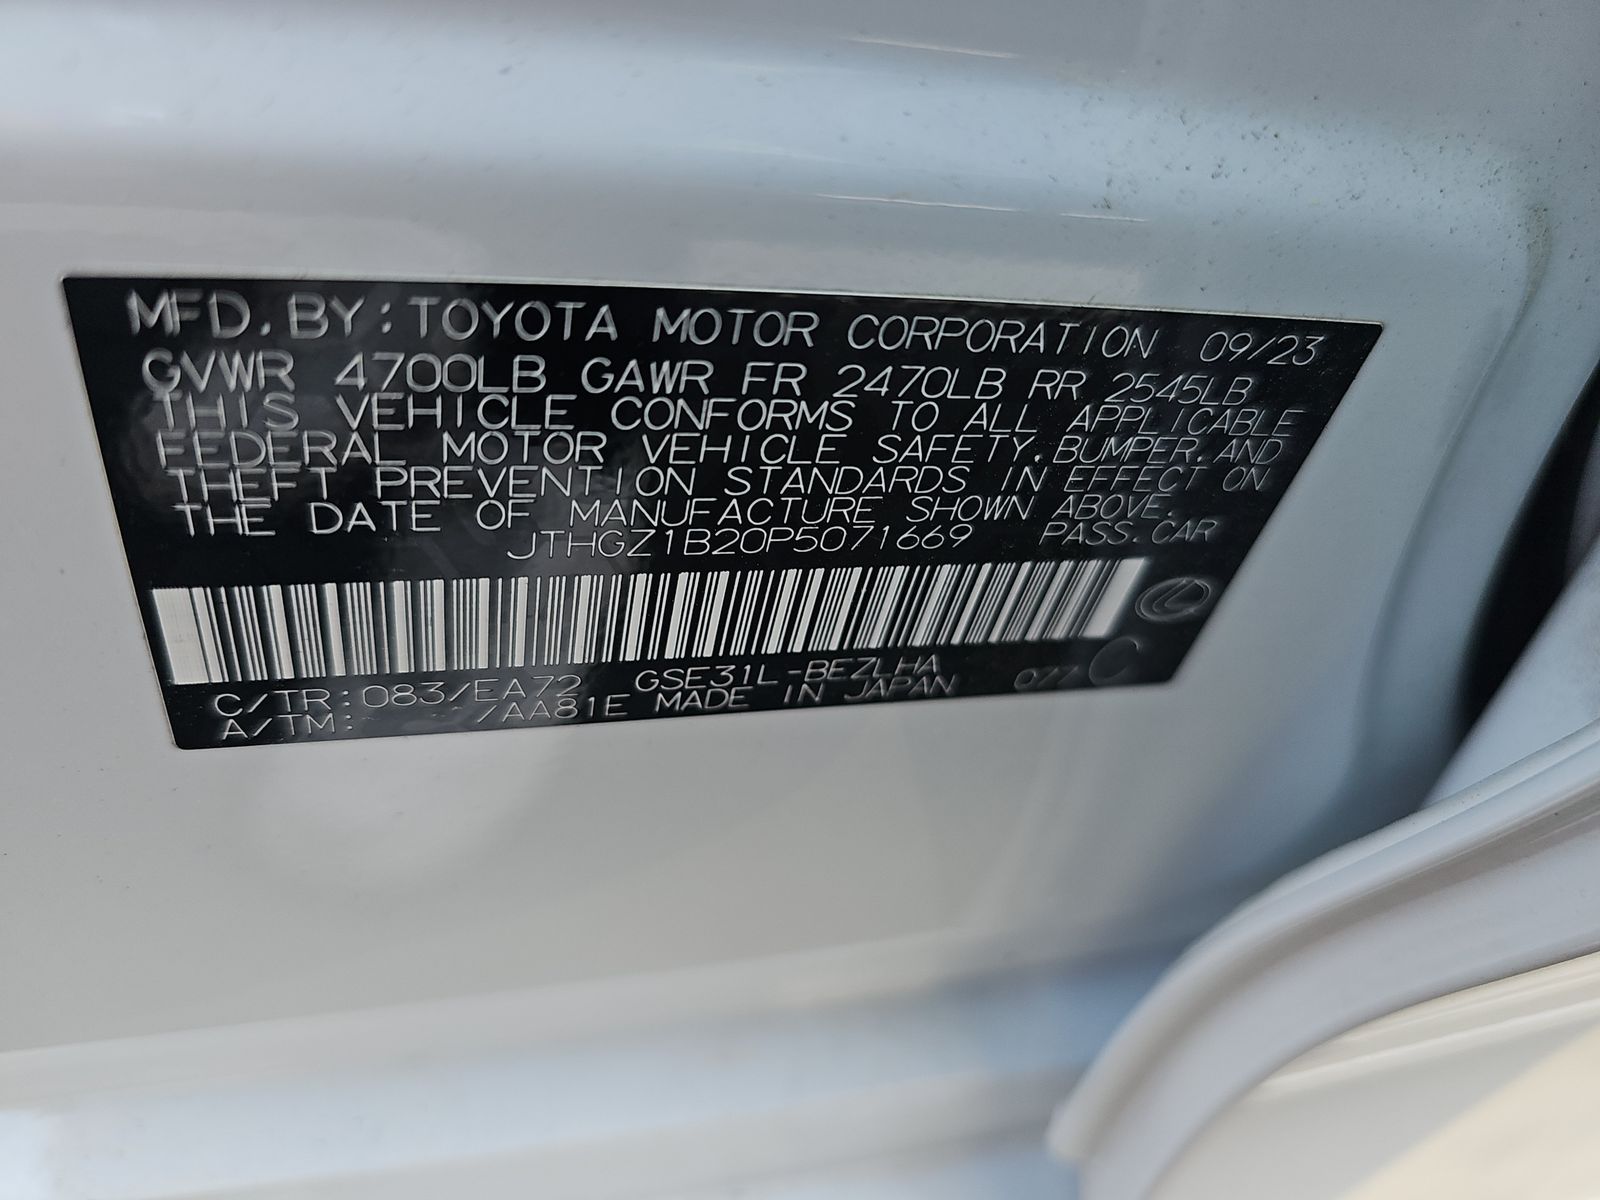 MFD. BY: TOYOTA MOTOR CORPORATION 09/23
GVWR 4700LB GAWR FR 2470LB RR 2545LB
THIS VEHICLE CONFORMS TO ALL APPLICABLE
FEDERAL MOTOR VEHICLE SAFETY, BUMPER, AND
THEFT PREVENTION STANDARDS IN EFFECT ON
THE DATE OF MANUFACTURE SHOWN ABOVE.
JTHGZ1B20P5071669 PASS. CAR
C/TR: 083/EA72 GSE31L-BEZLHA 077 C
A/TM: /AA81E MADE IN JAPAN